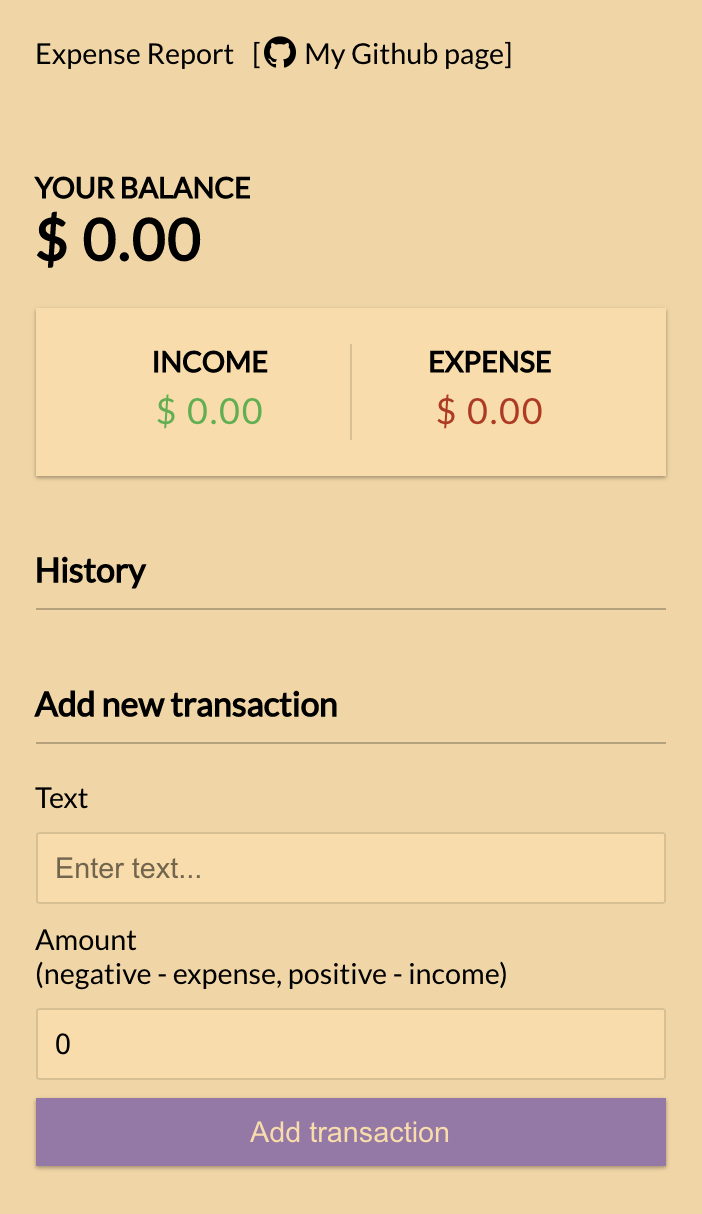 Expense Report [ My Github page]
YOUR BALANCE
$ 0.00
INCOME
$ 0.00
EXPENSE
$ 0.00
History
Add new transaction
Text
Enter text...
Amount
(negative - expense, positive - income)
0
Add transaction